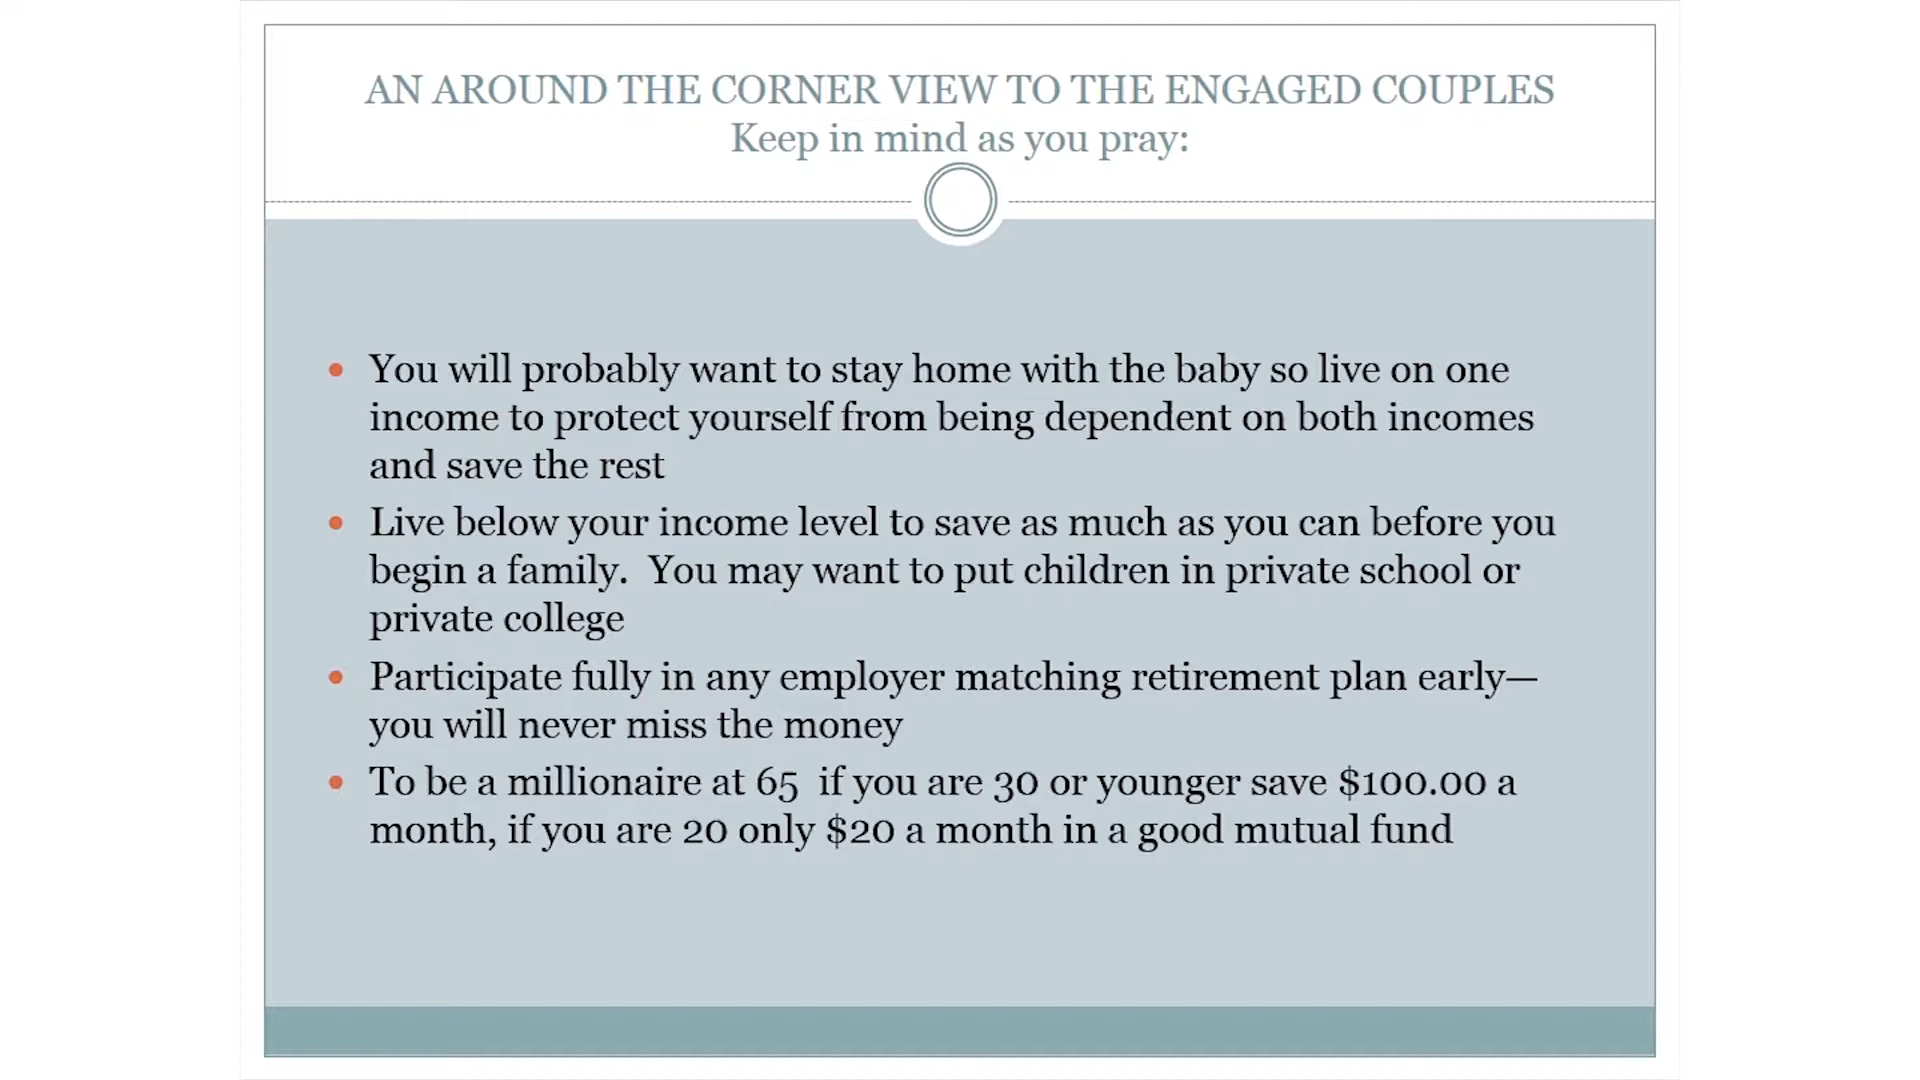 AN AROUND THE CORNER VIEW TO THE ENGAGED COUPLES
Keep in mind as you pray:
You will probably want to stay home with the baby so live on one
income to protect yourself from being dependent on both incomes
and save the rest
Live below your income level to save as much as you can before you
begin a family.  You may want to put children in private school or
private college
Participate fully in any employer matching retirement plan early—
you will never miss the money
To be a millionaire at 65  if you are 30 or younger save $100.00 a
month, if you are 20 only $20 a month in a good mutual fund